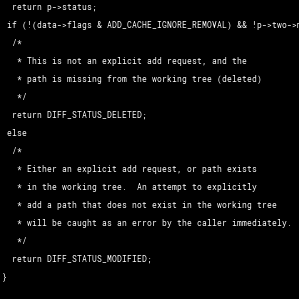 return p->status;
if (!(data->flags & ADD_CACHE_IGNORE_REMOVAL) && !p->two->
/*
* This is not an explicit add request, and the
* path is missing from the working tree (deleted)
*/
return DIFF_STATUS_DELETED;
else
/*
* Either an explicit add request, or path exists
* in the working tree.  An attempt to explicitly
* add a path that does not exist in the working tree
* will be caught as an error by the caller immediately.
*/
return DIFF_STATUS_MODIFIED;
}